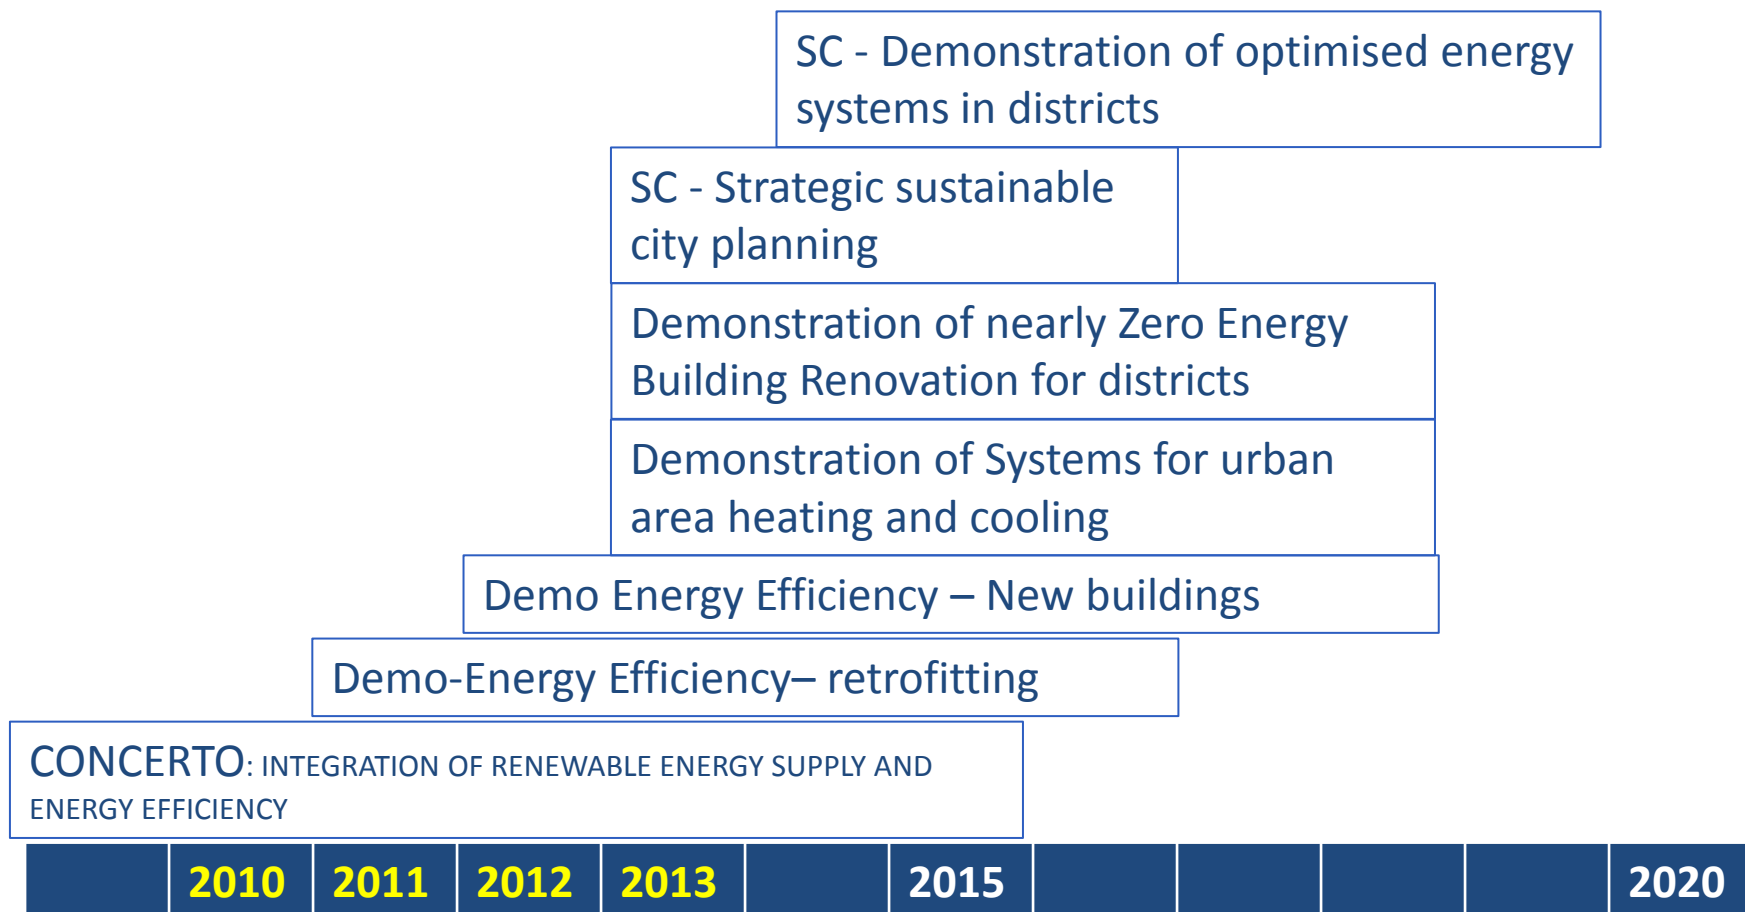 SC - Demonstration of optimised energy
systems in districts
SC - Strategic sustainable
city planning
Demonstration of nearly Zero Energy
Building Renovation for districts
Demonstration of Systems for urban
area heating and cooling
Demo Energy Efficiency – New buildings
Demo-Energy Efficiency– retrofitting
CONCERTO: INTEGRATION OF RENEWABLE ENERGY SUPPLY AND
ENERGY EFFICIENCY
2010 2011 2012 2013 2015 2020